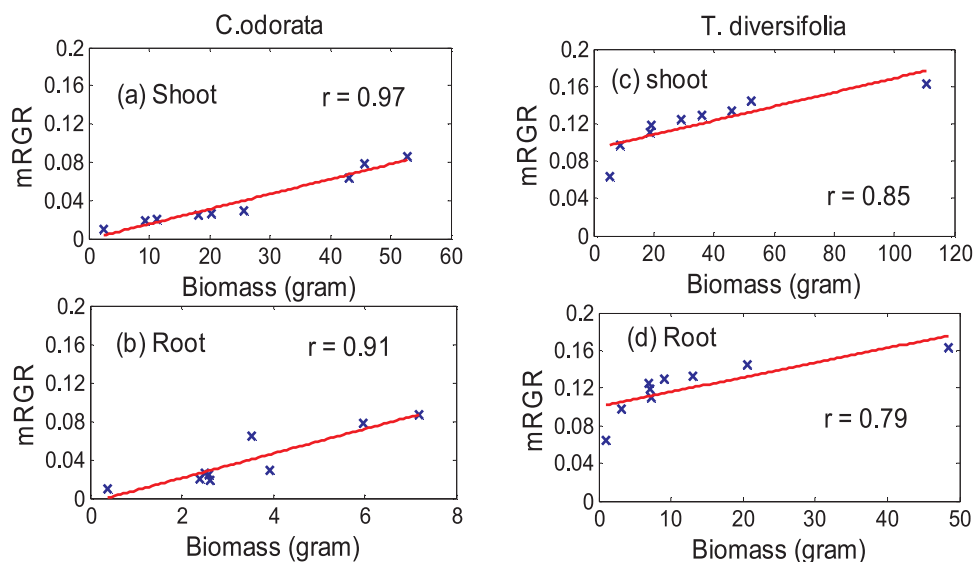 C.odorata
0.2
0.16
0.12
0.08
0.04
0
mRGR
(a) Shoot
r = 0.97
0 10 20 30 40 50 60
Biomass (gram)
T. diversifolia
0.2
0.16
0.12
0.08
0.04
0
mRGR
(c) shoot
r = 0.85
0 20 40 60 80 100 120
Biomass (gram)
0.2
0.16
0.12
0.08
0.04
0
mRGR
(b) Root
r = 0.91
0 2 4 6 8
Biomass (gram)
0.2
0.16
0.12
0.08
0.04
0
mRGR
(d) Root
r = 0.79
0 10 20 30 40 50
Biomass (gram)